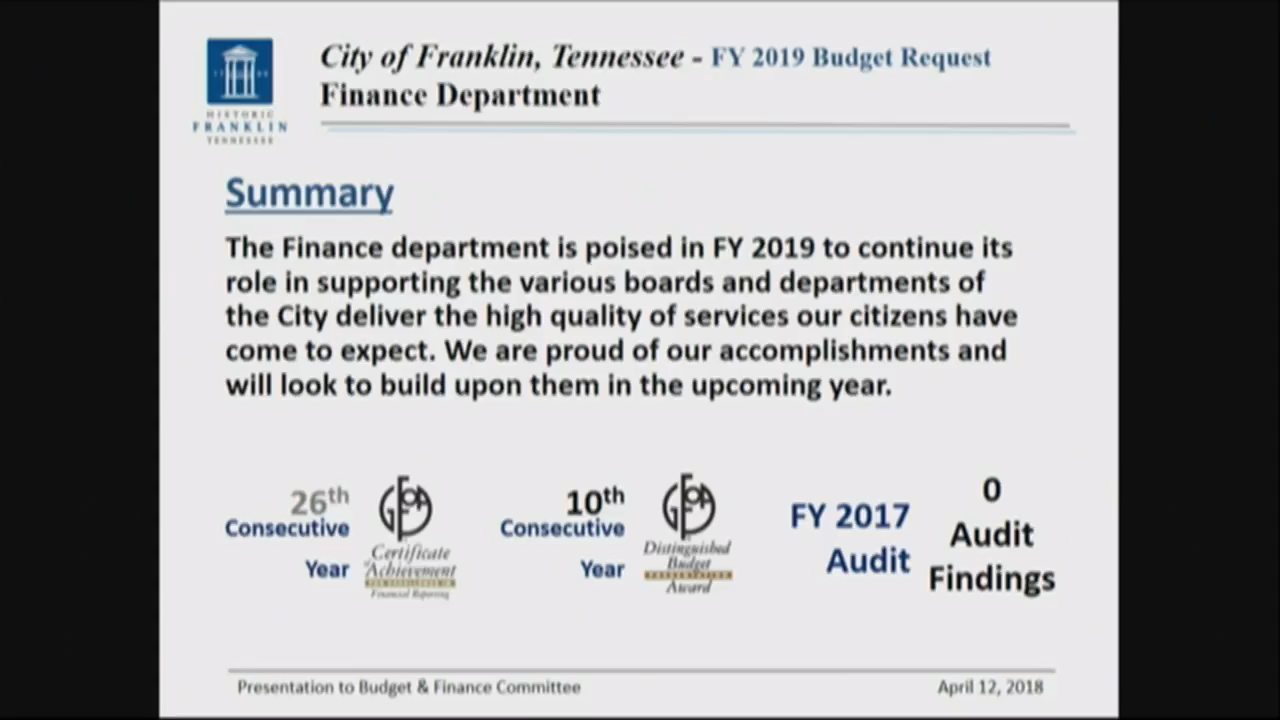 City of Franklin, Tennessee - FY 2019 Budget Request
Finance Department
HISTORIC
FRANKLIN
TENNESSEE
Summary
The Finance department is poised in FY 2019 to continue its
role in supporting the various boards and departments of
the City deliver the high quality of services our citizens have
come to expect. We are proud of our accomplishments and
will look to build upon them in the upcoming year.
26th
Consecutive
Year
GFOA
Certificate
Achievement
FOR EXCELLENCE IN
Financial Reporting
10th
Consecutive
Year
GFOA
Distinguished
Budget
PRESENTATION
Award
FY 2017
Audit
0
Audit
Findings
Presentation to Budget & Finance Committee
April 12, 2018